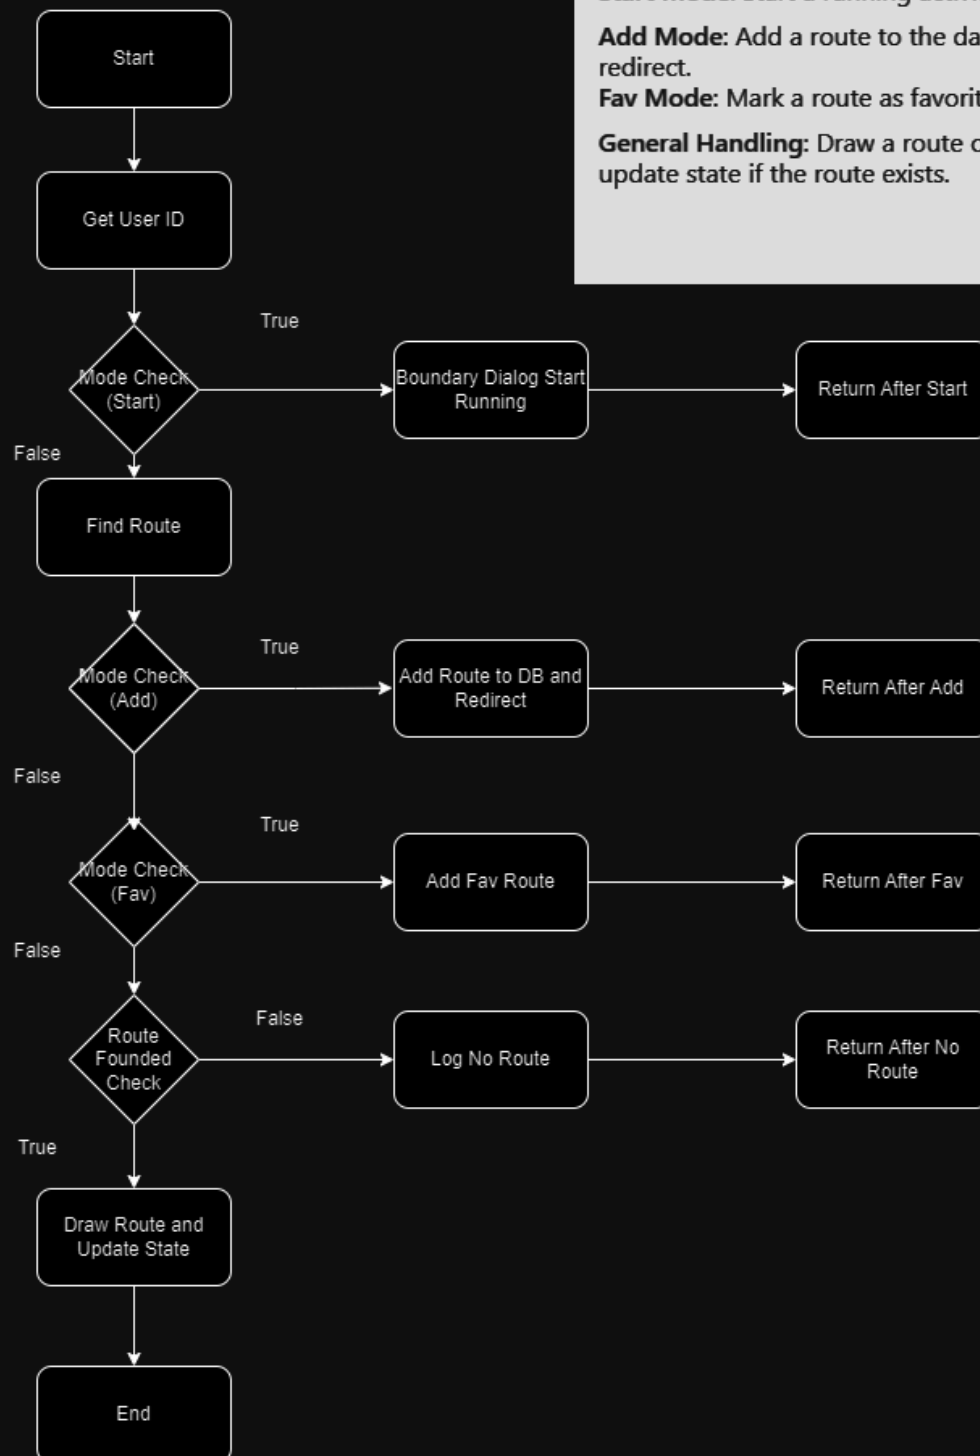 Start
Add Mode: Add a route to the
redirect.
Fav Mode: Mark a route as
General Handling: Draw a route
update state if the route exists.
Get User ID
True
Mode Check
(Start)
Boundary Dialog Start
Running
Return After Start
False
Find Route
True
Mode Check
(Add)
Add Route to DB and
Redirect
Return After Add
False
True
Mode Check
(Fav)
Add Fav Route
Return After Fav
False
False
Route
Founded
Check
Log No Route
Return After No
Route
True
Draw Route and
Update State
End